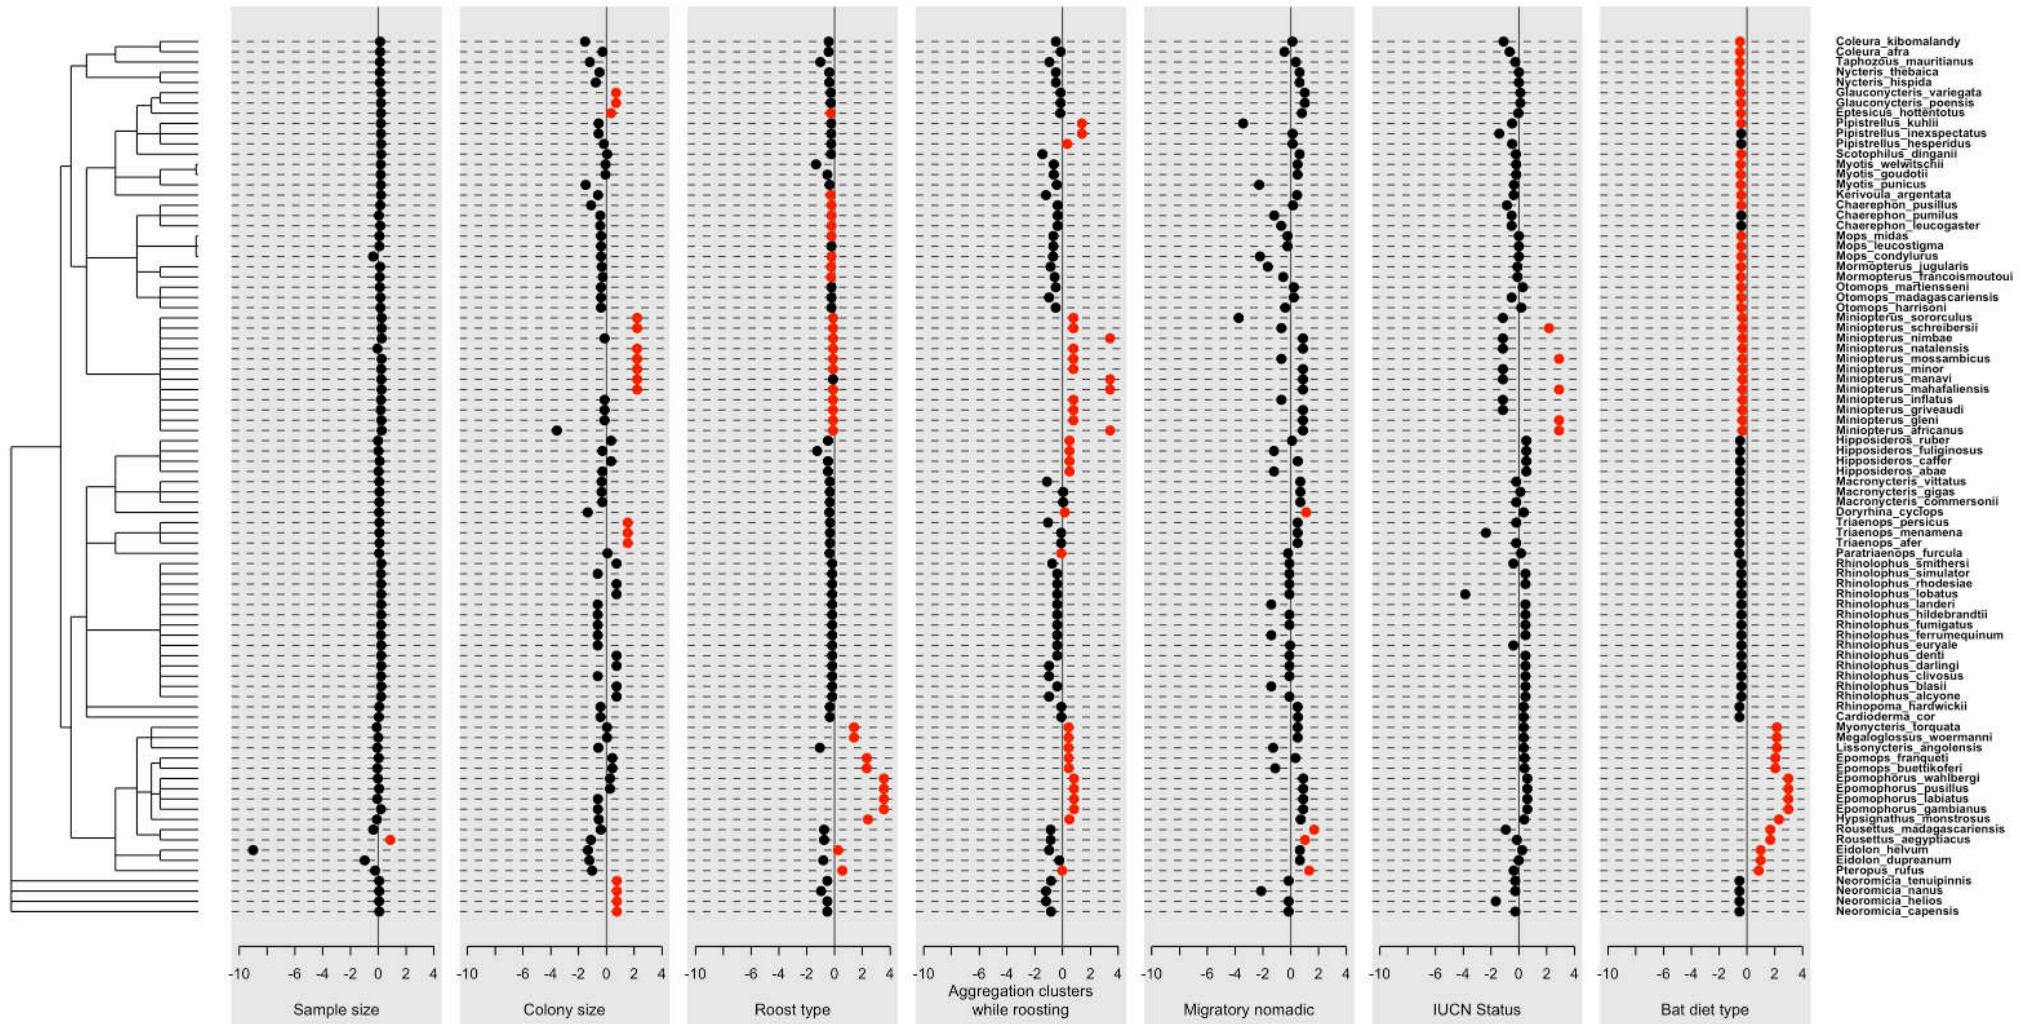 Coleura_kibomalandy
Coleura_afra
Taphozous_mauritianus
Nycteris_thebaica
Nycteris_hispida
Glauconycteris_variegata
Glauconycteris_poensis
Eptesicus_hottentotus
Pipistrellus_kuhlii
Pipistrellus_inexspectatus
Pipistrellus_hesperidus
Scotophilus_dinganii
Myotis_welwitschii
Myotis_goudotii
Myotis_punicus
Kerivoula_argentata
Chaerephon_pusillus
Chaerephon_pumilus
Chaerephon_leucogaster
Mops_midas
Mops_leucostigma
Mops_condylurus
Mormopterus_jugularis
Mormopterus_francoismoutoui
Otomops_martiensseni
Otomops_madagascariensis
Otomops_harrisoni
Miniopterus_sororculus
Miniopterus_schreibersii
Miniopterus_nimbae
Miniopterus_natalensis
Miniopterus_mossambicus
Miniopterus_minor
Miniopterus_manavi
Miniopterus_mahafaliensis
Miniopterus_inflatus
Miniopterus_griveaudi
Miniopterus_gleni
Miniopterus_africanus
Hipposideros_ruber
Hipposideros_fuliginosus
Hipposideros_caffer
Hipposideros_abae
Macronycteris_vittatus
Macronycteris_gigas
Macronycteris_commersonii
Doryrhina_cyclops
Triaenops_persicus
Triaenops_menamena
Triaenops_afer
Paratriaenops_furcula
Rhinolophus_smithersi
Rhinolophus_simulator
Rhinolophus_rhodesiae
Rhinolophus_lobatus
Rhinolophus_landeri
Rhinolophus_hildebrandtii
Rhinolophus_fumigatus
Rhinolophus_ferrumequinum
Rhinolophus_euryale
Rhinolophus_denti
Rhinolophus_darlingi
Rhinolophus_clivosus
Rhinolophus_blasii
Rhinolophus_alcyone
Rhinopoma_hardwickii
Cardioderma_cor
Myonycteris_torquata
Megaloglossus_woermanni
Lissonycteris_angolensis
Epomops_franqueti
Epomops_buettikoferi
Epomophorus_wahlbergi
Epomophorus_pusillus
Epomophorus_labiatus
Epomophorus_gambianus
Hypsignathus_monstrosus
Rousettus_madagascariensis
Rousettus_aegyptiacus
Eidolon_helvum
Eidolon_dupreanum
Pteropus_rufus
Neoromicia_tenuipinnis
Neoromicia_nanus
Neoromicia_helios
Neoromicia_capensis
-10 -8 -6 -4 -2 0 2 4
Sample size
-10 -8 -6 -4 -2 0 2 4
Colony size
-10 -8 -6 -4 -2 0 2 4
Roost type
-10 -8 -6 -4 -2 0 2 4
Aggregation clusters
while roosting
-10 -8 -6 -4 -2 0 2 4
Migratory nomadic
-10 -8 -6 -4 -2 0 2 4
IUCN Status
-10 -8 -6 -4 -2 0 2 4
Bat diet type